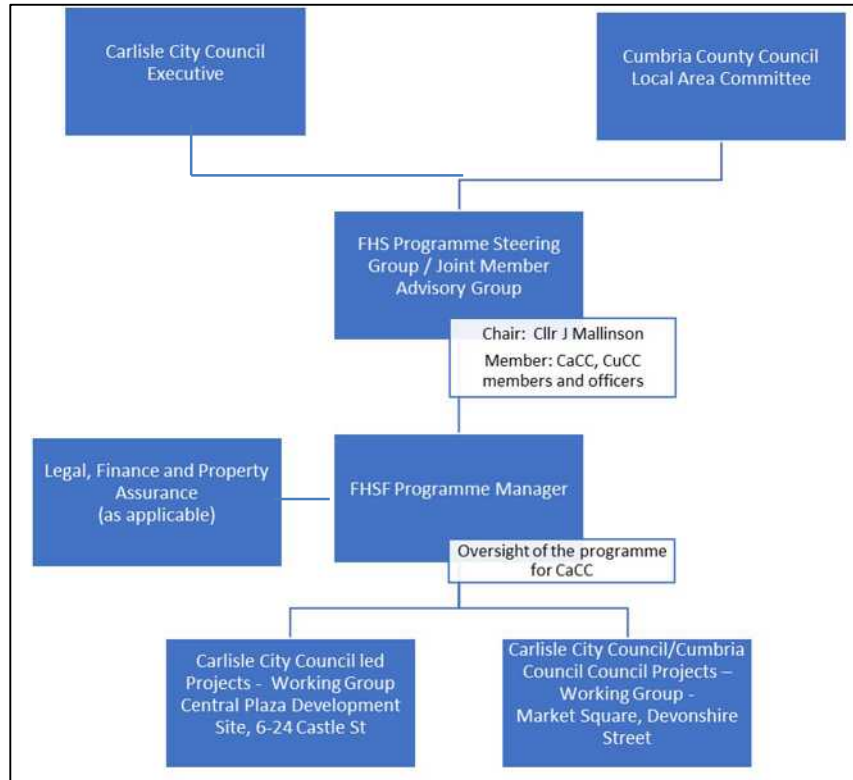 Carlisle City Council
Executive
Cumbria County Council
Local Area Committee
FHS Programme Steering
Group / Joint Member
Advisory Group
Chair: Cllr J Mallinson
Member: CaCC, CuCC
members and officers
Legal, Finance and Property
Assurance
(as applicable)
FHSF Programme Manager
Oversight of the programme
for CaCC
Carlisle City Council led
Projects - Working Group
Central Plaza Development
Site, 6-24 Castle St
Carlisle City Council/Cumbria
Council Council Projects –
Working Group -
Market Square, Devonshire
Street